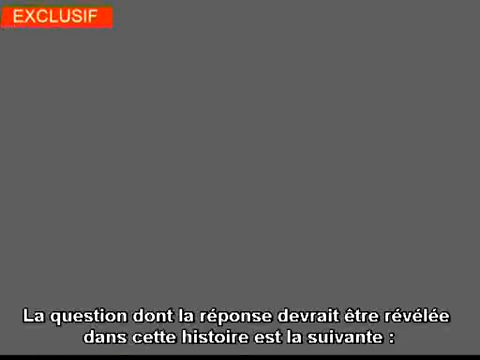 EXCLUSIF
La question dont la réponse devrait être révélée
dans cette histoire est la suivante :